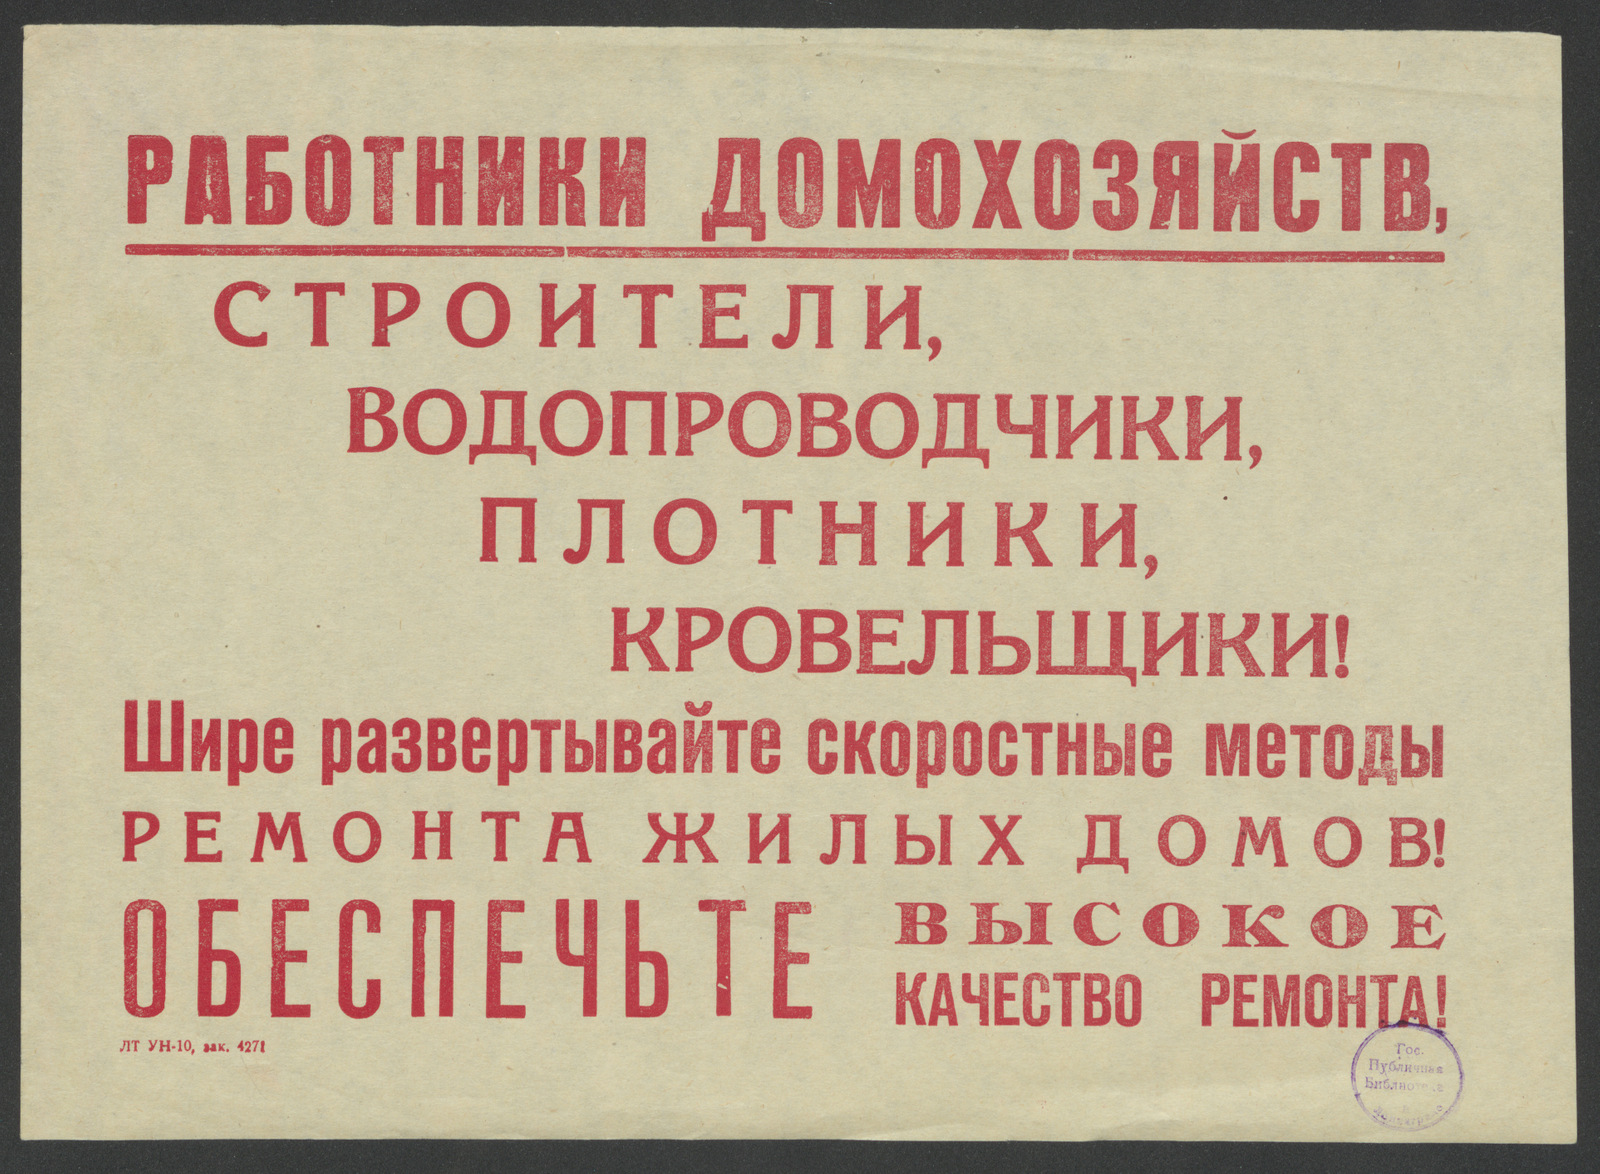 РАБОТНИКИ ДОМОХОЗЯЙСТВ,
СТРОИТЕЛИ,
ВОДОПРОВОДЧИКИ,
ПЛОТНИКИ,
КРОВЕЛЬЩИКИ!
Шире развертывайте скоростные методы
РЕМОНТА ЖИЛЫХ ДОМОВ!
ОБЕСПЕЧЬТЕ ВЫСОКОЕ
КАЧЕСТВО РЕМОНТА!
ЛТ УН-10, зак. 4271
Гос.
Публичная
Библиотека